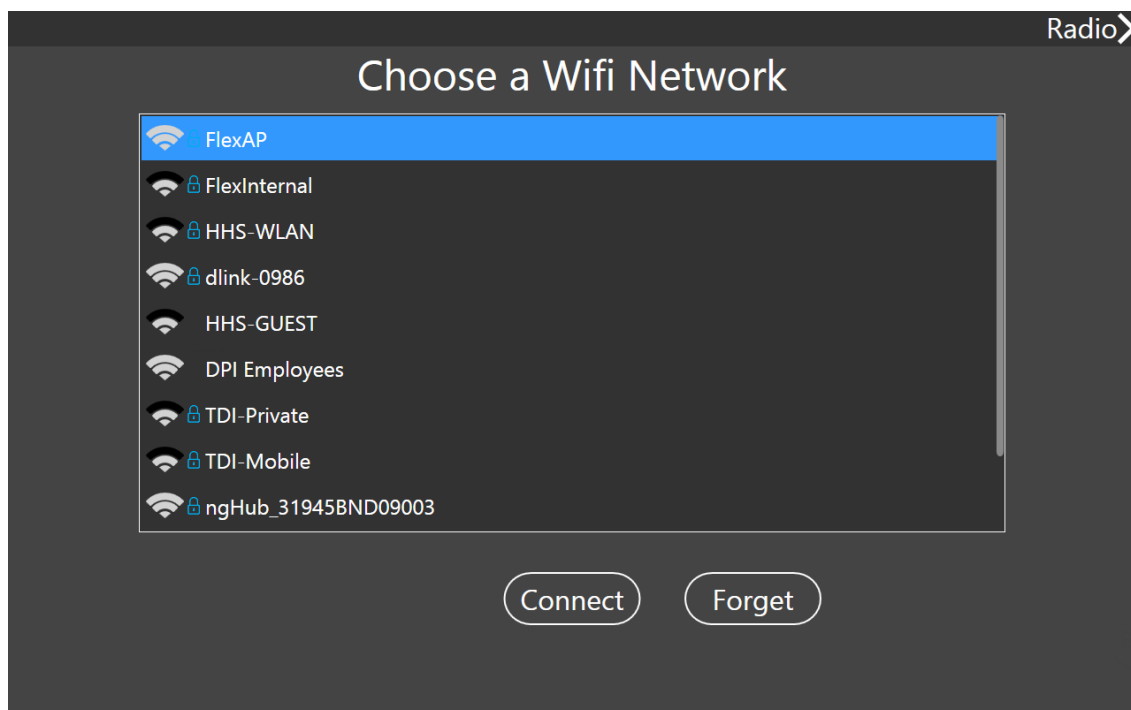 Radio
Choose a Wifi Network
FlexAP
FlexInternal
HHS-WLAN
dlink-0986
HHS-GUEST
DPI Employees
TDI-Private
TDI-Mobile
ngHub_31945BND09003
Connect Forget